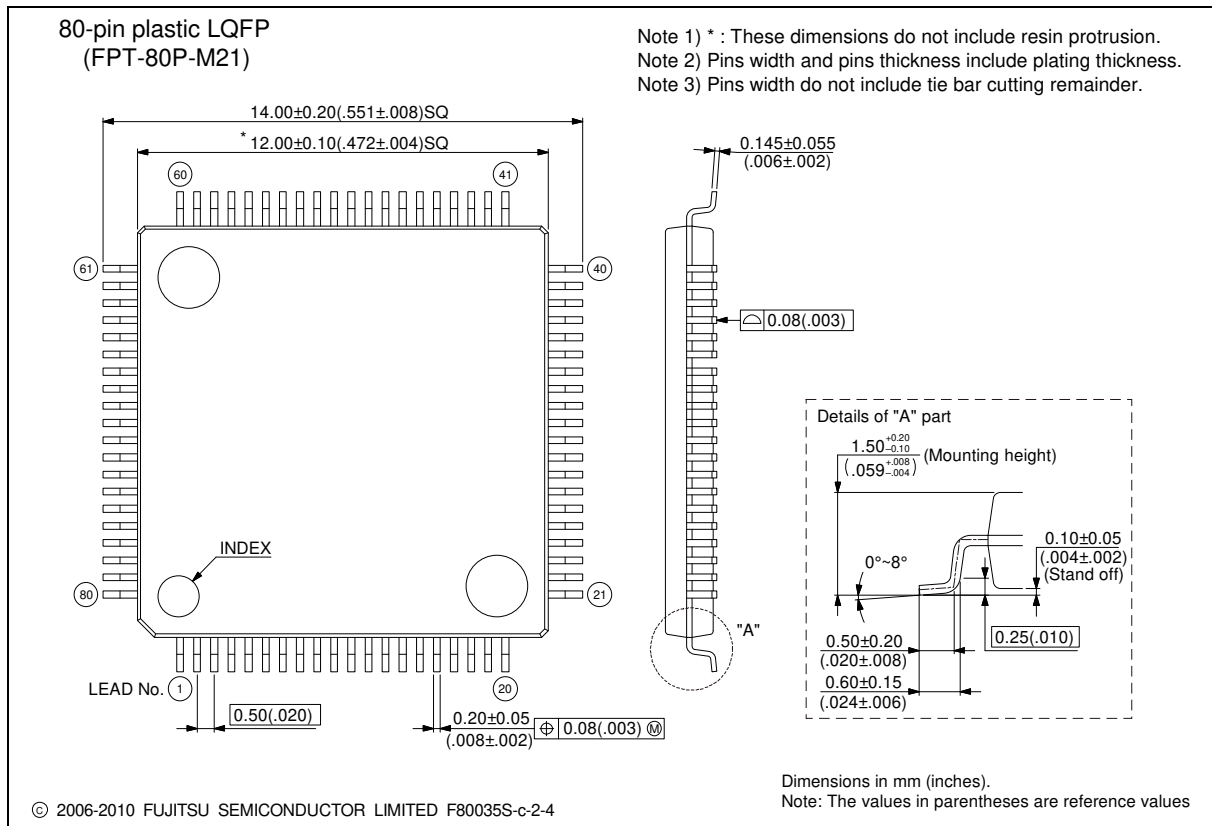 80-pin plastic LQFP
(FPT-80P-M21)
Note 1) * : These dimensions do not include resin protrusion.
Note 2) Pins width and pins thickness include plating thickness.
Note 3) Pins width do not include tie bar cutting remainder.
14.00±0.20(.551±.008)SQ
* 12.00±0.10(.472±.004)SQ
0.145±0.055
(.006±.002)
60
41
61
40
0.08(.003)
Details of "A" part
1.50 +0.20 −0.10
(.059 +.008 −.004)
(Mounting height)
INDEX
0.10±0.05
(.004±.002)
(Stand off)
0°~8°
80
21
"A"
0.25(.010)
0.50±0.20
(.020±.008)
0.60±0.15
(.024±.006)
LEAD No. 1
20
0.50(.020)
0.20±0.05
(.008±.002)
⌖ 0.08(.003) Ⓜ
Dimensions in mm (inches).
Note: The values in parentheses are reference values
© 2006-2010 FUJITSU SEMICONDUCTOR LIMITED F80035S-c-2-4